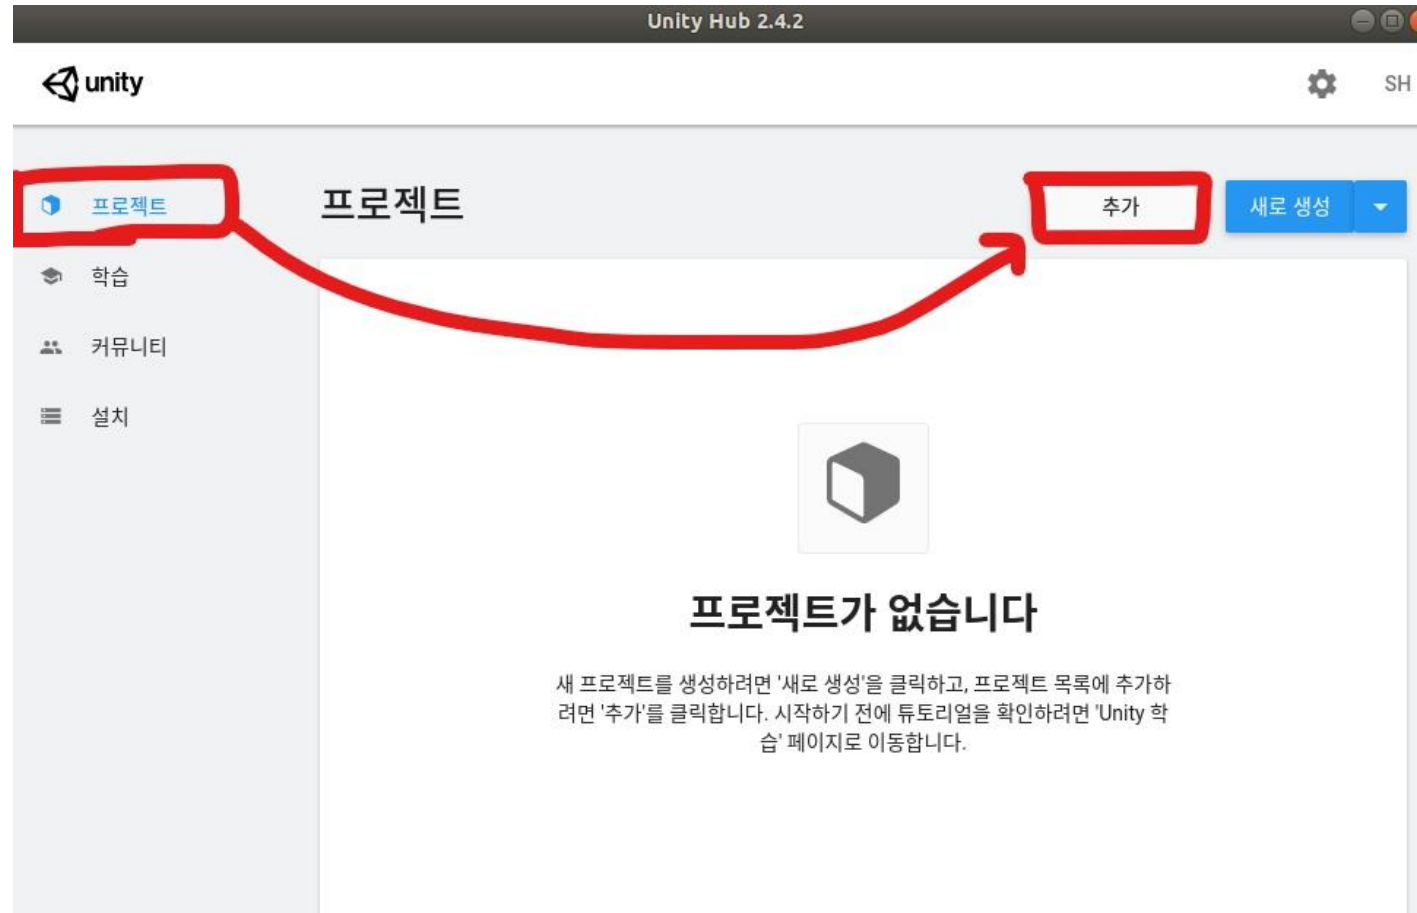 Unity Hub 2.4.2
unity
SH
프로젝트
프로젝트
추가
새로 생성
학습
커뮤니티
설치
프로젝트가 없습니다
새 프로젝트를 생성하려면 '새로 생성'을 클릭하고, 프로젝트 목록에 추가하
려면 '추가'를 클릭합니다. 시작하기 전에 튜토리얼을 확인하려면 'Unity 학
습' 페이지로 이동합니다.